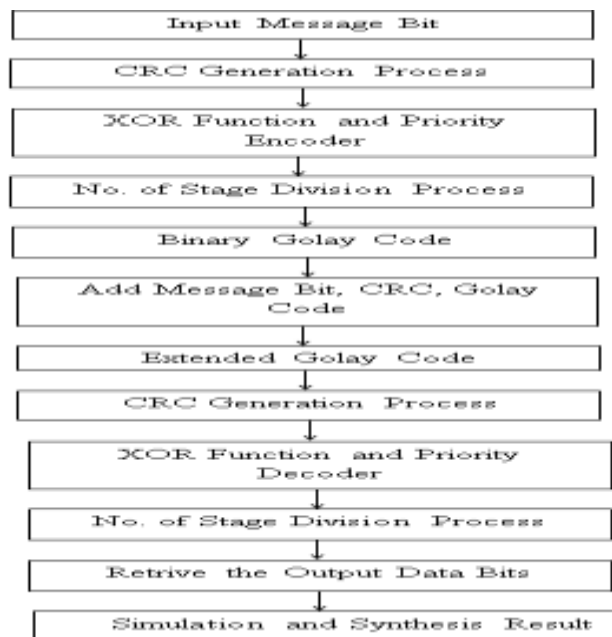 Input Message Bit
CRC Generation Process
XOR Function and Priority
Encoder
No. of Stage Division Process
Binary Golay Code
Add Message Bit, CRC, Golay
Code
Extended Golay Code
CRC Generation Process
XOR Function and Priority
Decoder
No. of Stage Division Process
Retrive the Output Data Bits
Simulation and Synthesis Result